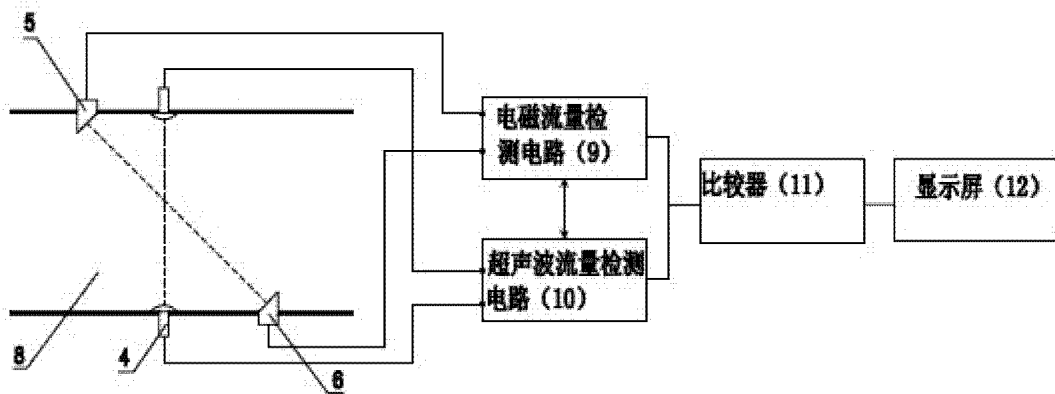 5
电磁流量检
测电路（9）
比较器（11）
显示屏（12）
超声波流量检测
电路（10）
8
4
6